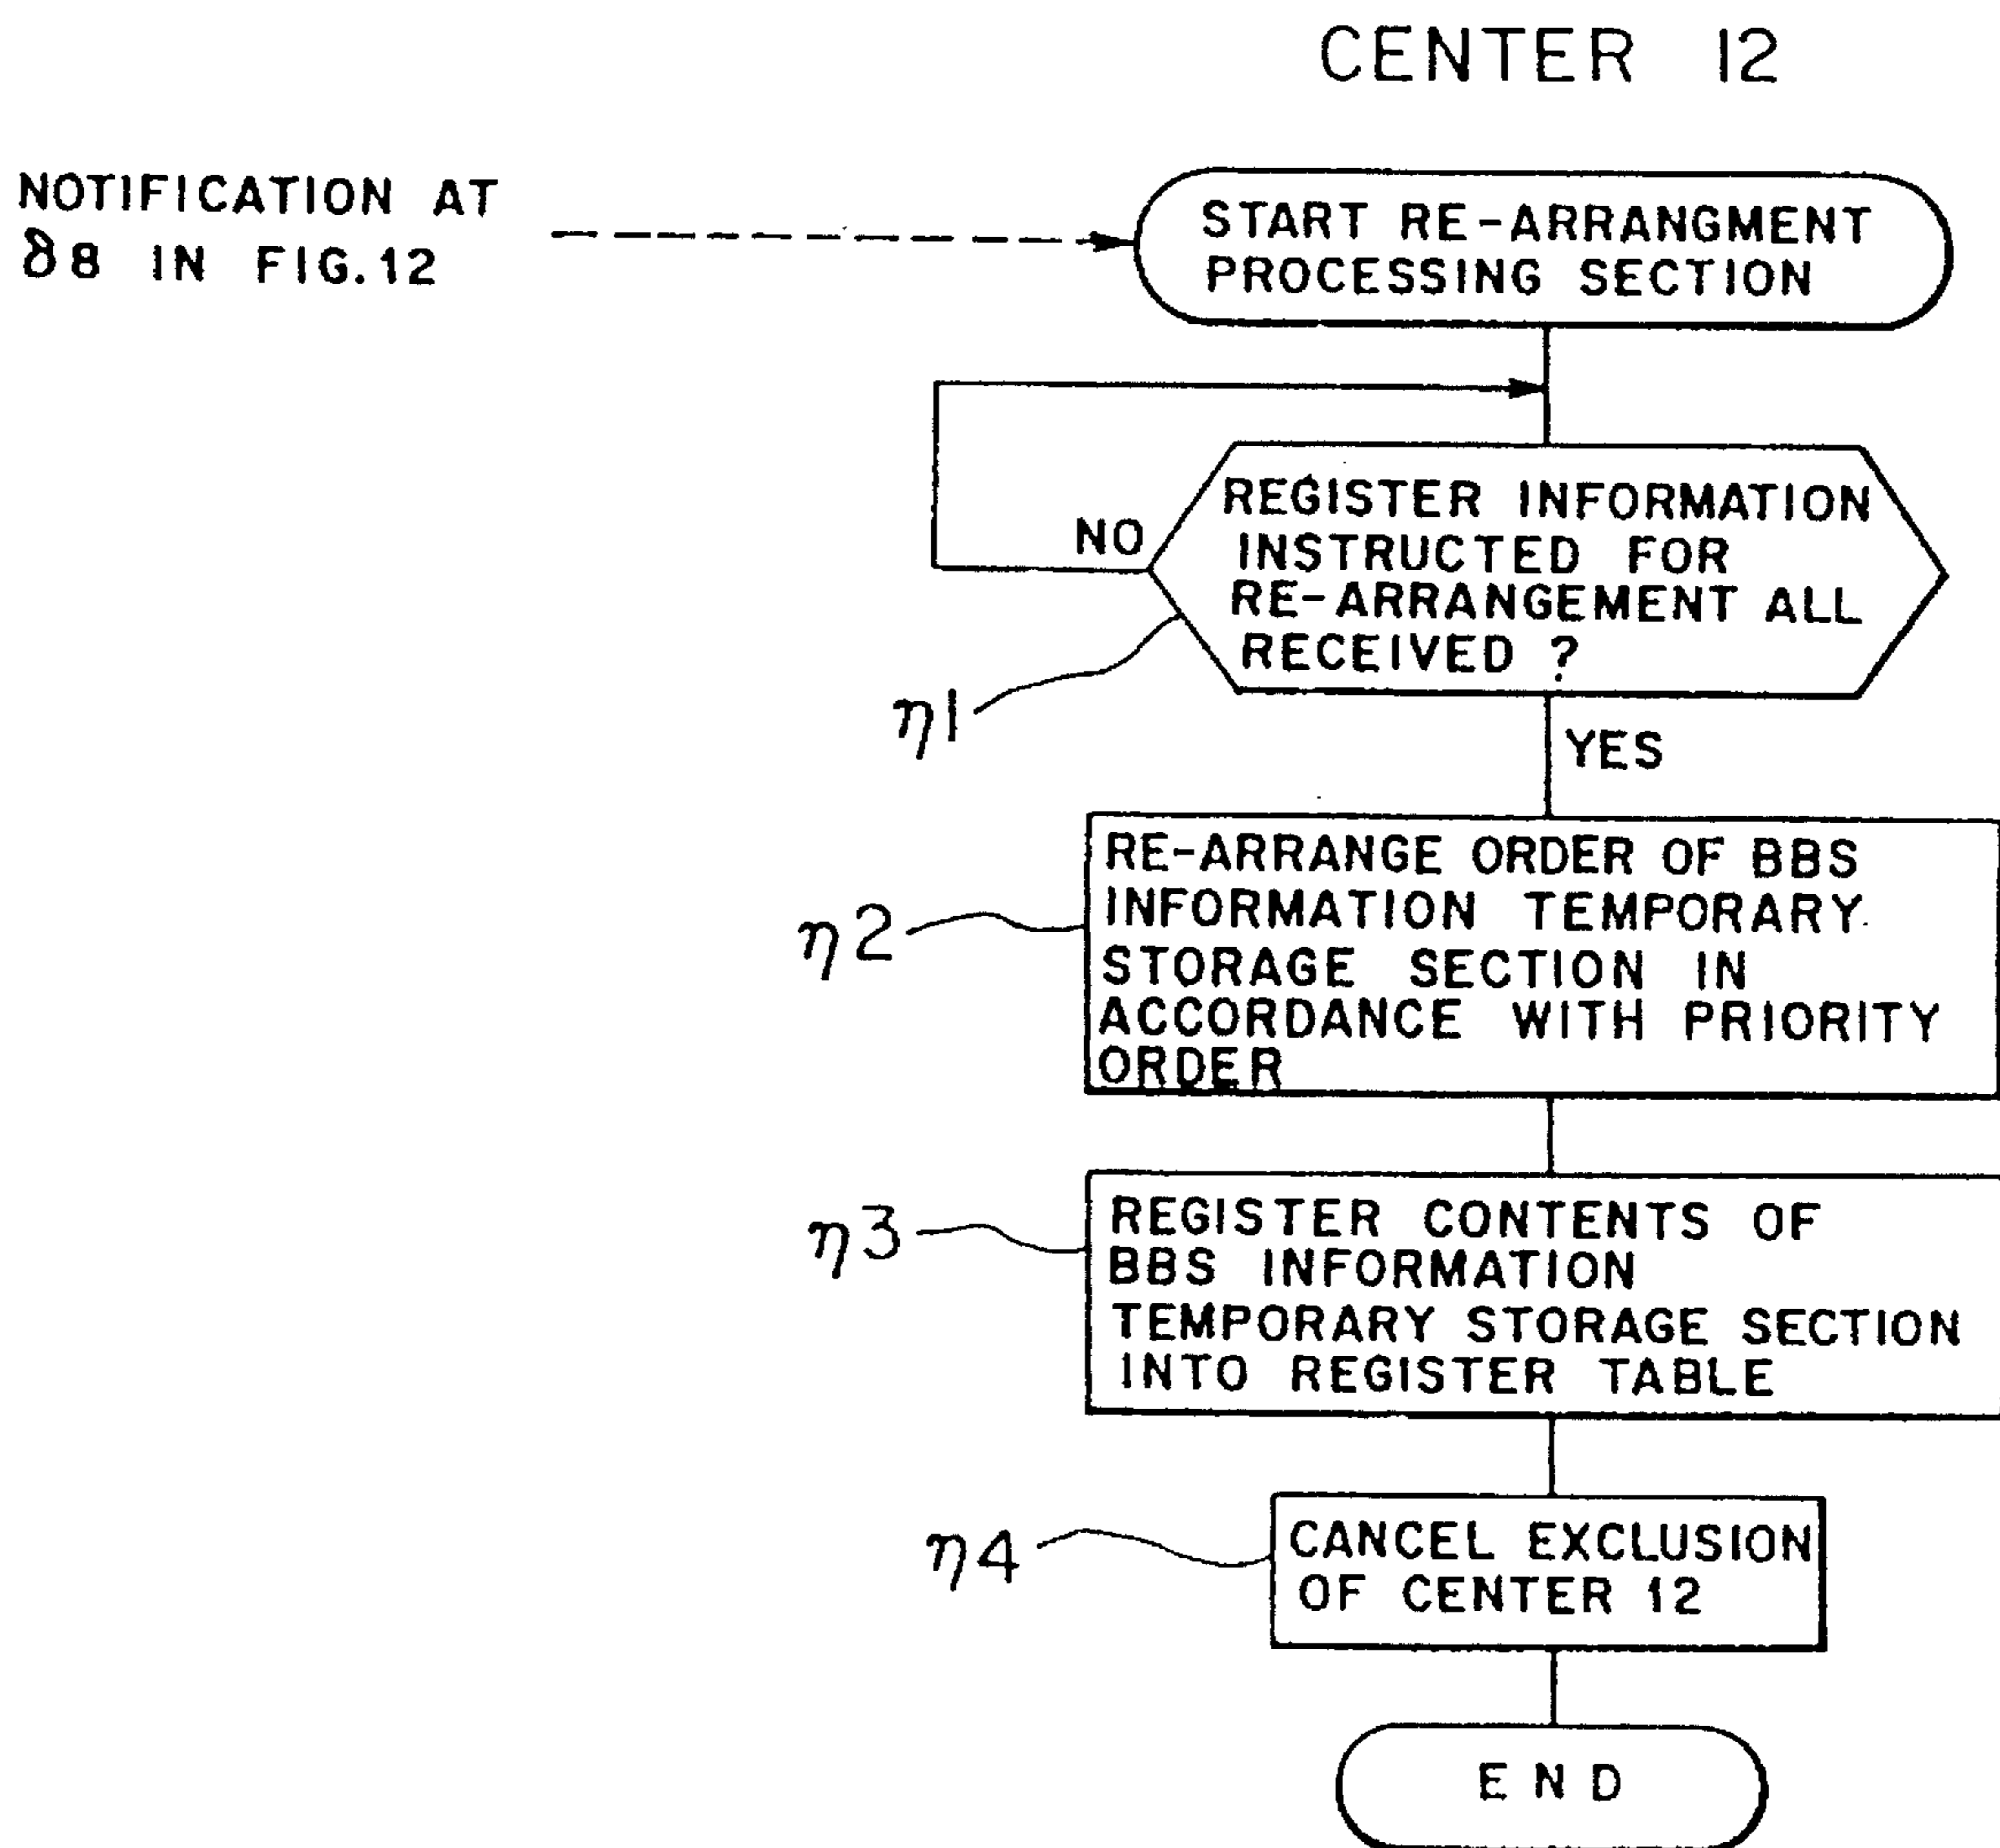 CENTER 12
NOTIFICATION AT
δ8 IN FIG.12
START RE-ARRANGMENT
PROCESSING SECTION
NO
REGISTER INFORMATION
INSTRUCTED FOR
RE-ARRANGEMENT ALL
RECEIVED ?
η1
YES
η2
RE-ARRANGE ORDER OF BBS
INFORMATION TEMPORARY
STORAGE SECTION IN
ACCORDANCE WITH PRIORITY
ORDER
η3
REGISTER CONTENTS OF
BBS INFORMATION
TEMPORARY STORAGE SECTION
INTO REGISTER TABLE
η4
CANCEL EXCLUSION
OF CENTER 12
END